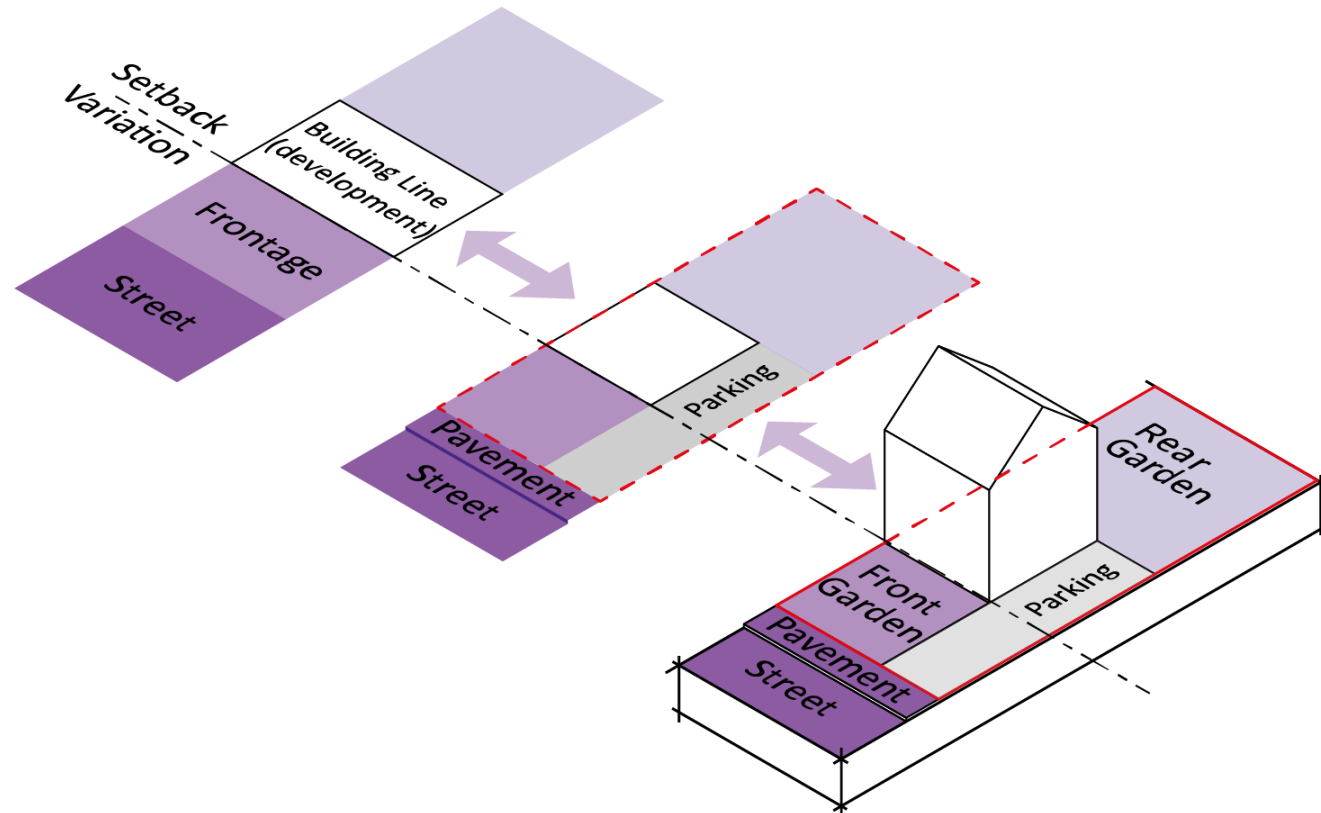 Setback
Variation
Building Line
(development)
Frontage
Street
Parking
Pavement
Street
Rear
Garden
Front
Garden
Parking
Pavement
Street